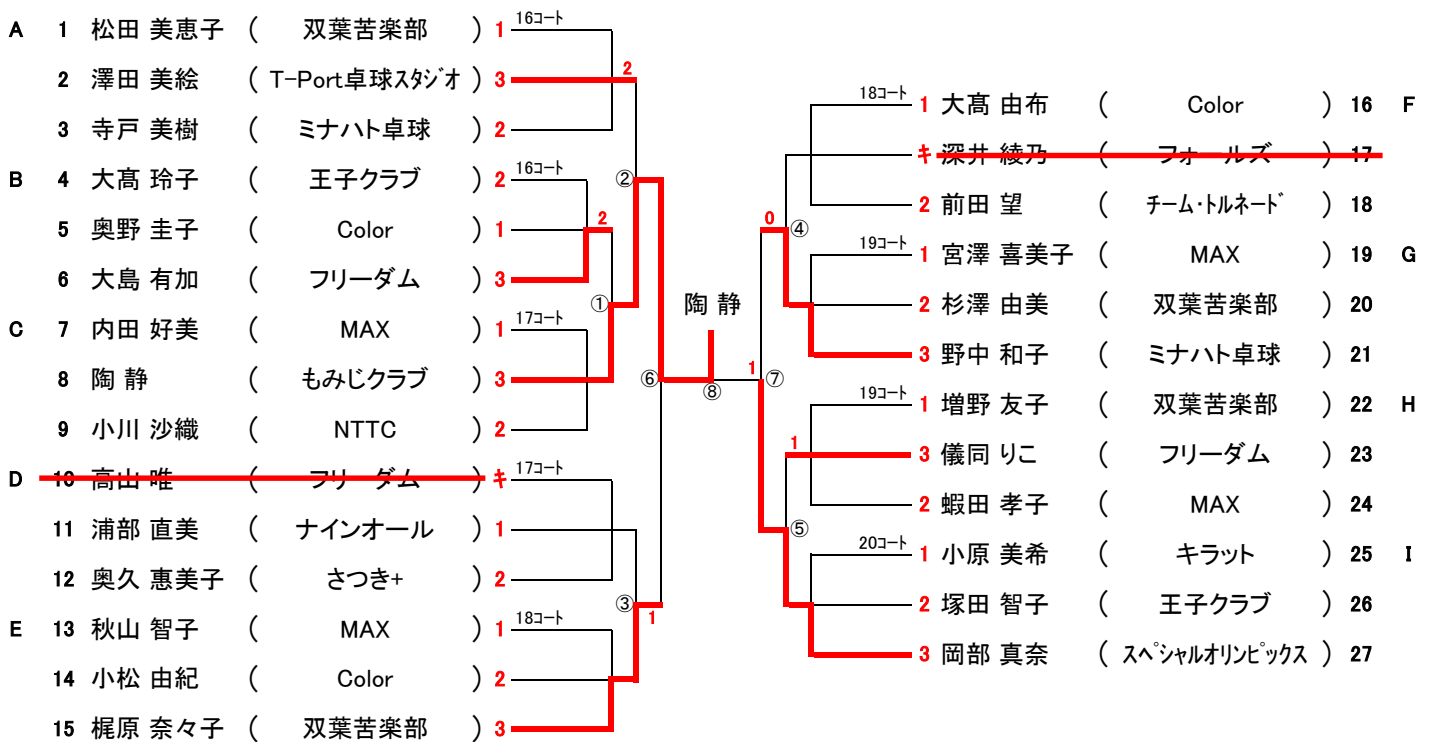 A 1 松田 美恵子 ( 双葉苦楽部 ) 1 16コート
2 澤田 美絵 ( T-Port卓球スタジオ ) 3 2
3 寺戸 美樹 ( ミナハト卓球 ) 2
B 4 大髙 玲子 ( 王子クラブ ) 2 16コート ②
5 奥野 圭子 ( Color ) 1 2
6 大島 有加 ( フリーダム ) 3
①
C 7 内田 好美 ( MAX ) 1 17コート
8 陶 静 ( もみじクラブ ) 3 ⑥
9 小川 沙織 ( NTTC ) 2
D 10 高山 唯 ( フリーダム ) キ 17コート
11 浦部 直美 ( ナインオール ) 1
12 奥久 惠美子 ( さつき+ ) 2
③ 1
E 13 秋山 智子 ( MAX ) 1 18コート
14 小松 由紀 ( Color ) 2
15 梶原 奈々子 ( 双葉苦楽部 ) 3
陶 静
⑧
18コート 1 大髙 由布 ( Color ) 16 F
キ 深井 綾乃 ( フォールズ ) 17
2 前田 望 ( チーム・トルネード ) 18
0 ④
19コート 1 宮澤 喜美子 ( MAX ) 19 G
2 杉澤 由美 ( 双葉苦楽部 ) 20
3 野中 和子 ( ミナハト卓球 ) 21
1 ⑦
19コート 1 増野 友子 ( 双葉苦楽部 ) 22 H
1 3 儀同 りこ ( フリーダム ) 23
2 蝦田 孝子 ( MAX ) 24
⑤
20コート 1 小原 美希 ( キラット ) 25 I
2 塚田 智子 ( 王子クラブ ) 26
3 岡部 真奈 ( スペシャルオリンピックス ) 27